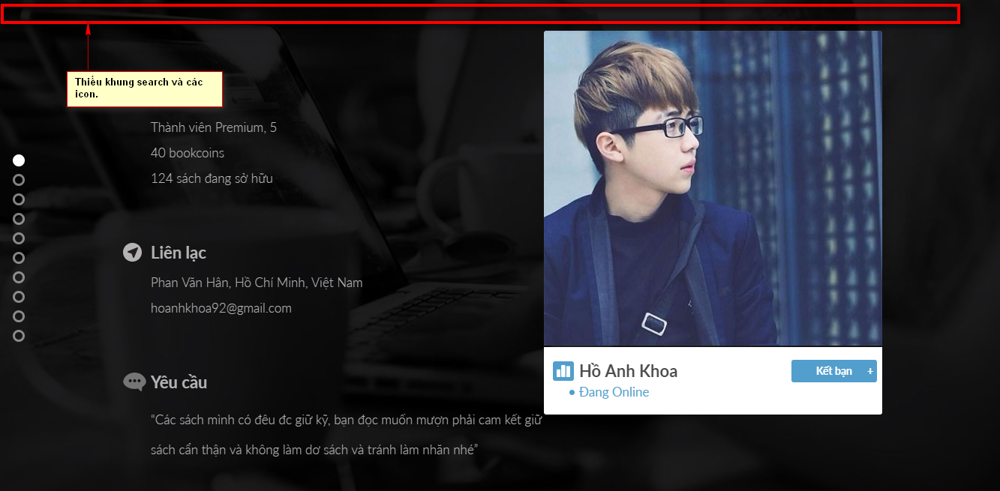 Thiếu khung search và các
icon.
Thành viên Premium, 5
40 bookcoins
124 sách đang sở hữu
Liên lạc
Phan Văn Hân, Hồ Chí Minh, Việt Nam
hoanhkhoa92@gmail.com
Yêu cầu
“Các sách mình có đêu đc giữ kỹ, bạn đọc muốn mượn phải cam kết giữ
sách cẩn thận và không làm dơ sách và tránh làm nhăn nhé”
Hồ Anh Khoa
Kết bạn +
• Đang Online